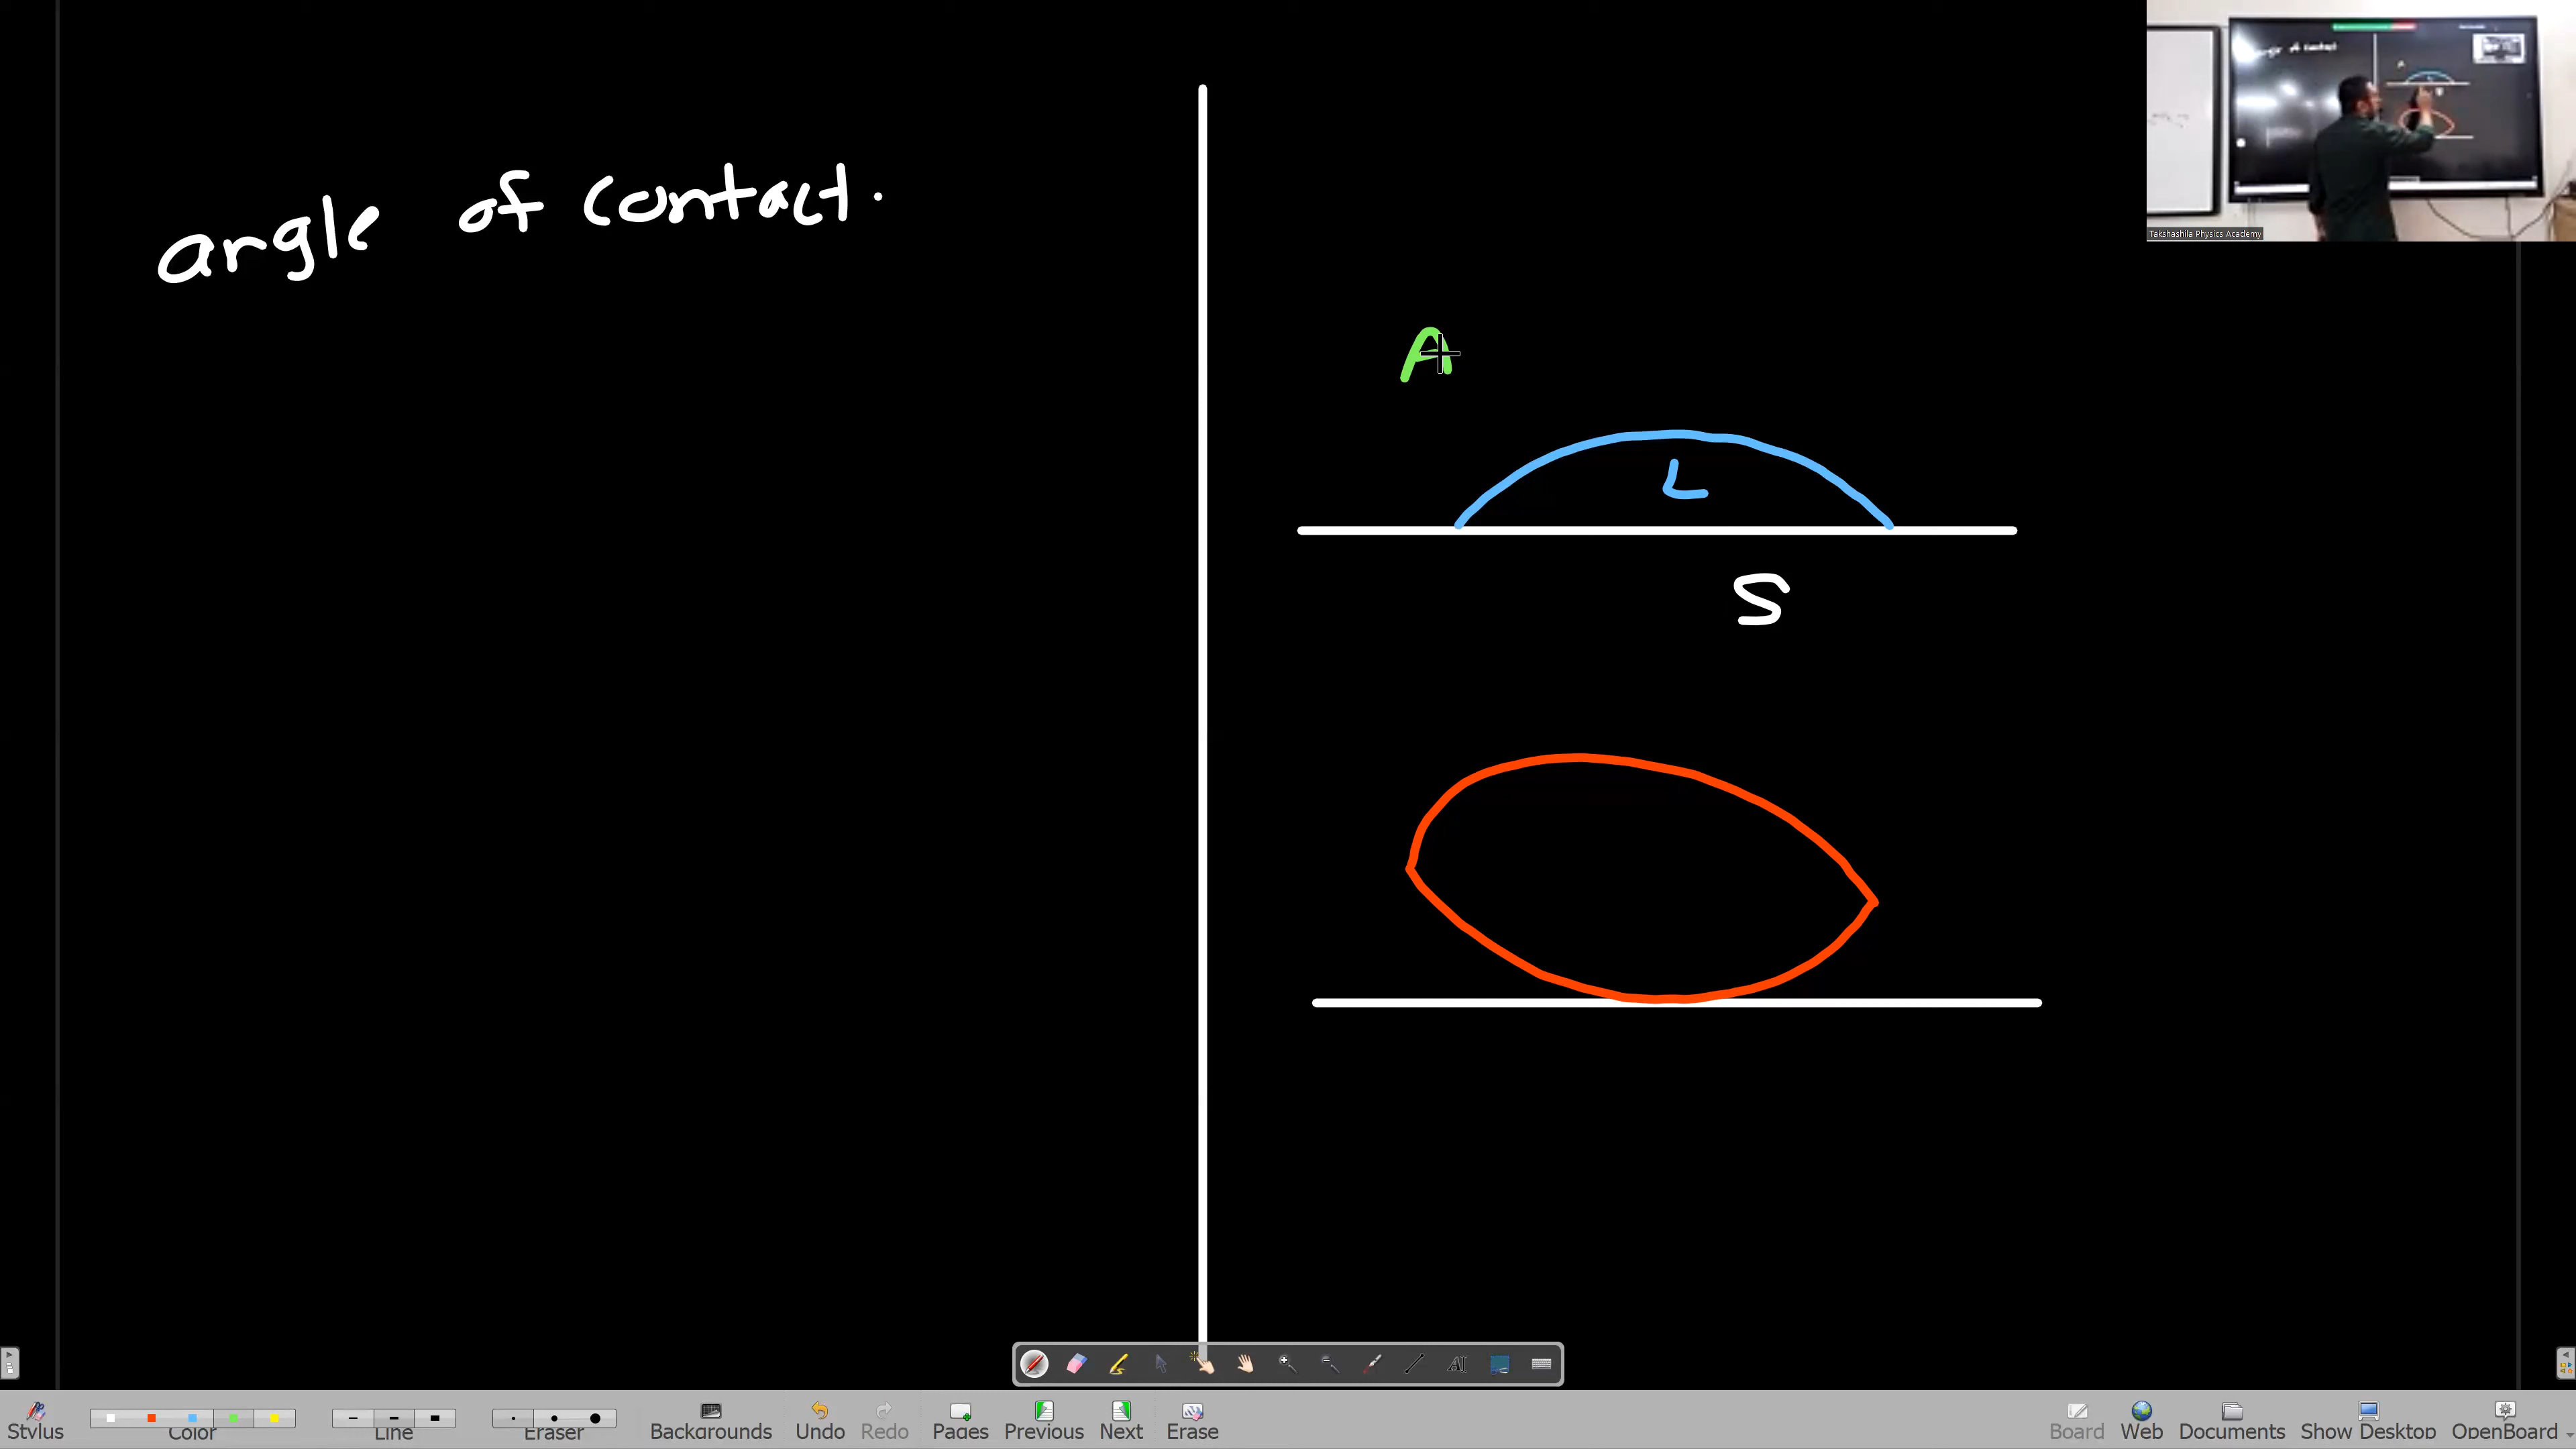 angle of contact.
Takshashila Physics Academy
A
L
S
Stylus Color Line Eraser Backgrounds Undo Redo Pages Previous Next Erase Board Web Documents Show Desktop OpenBoard